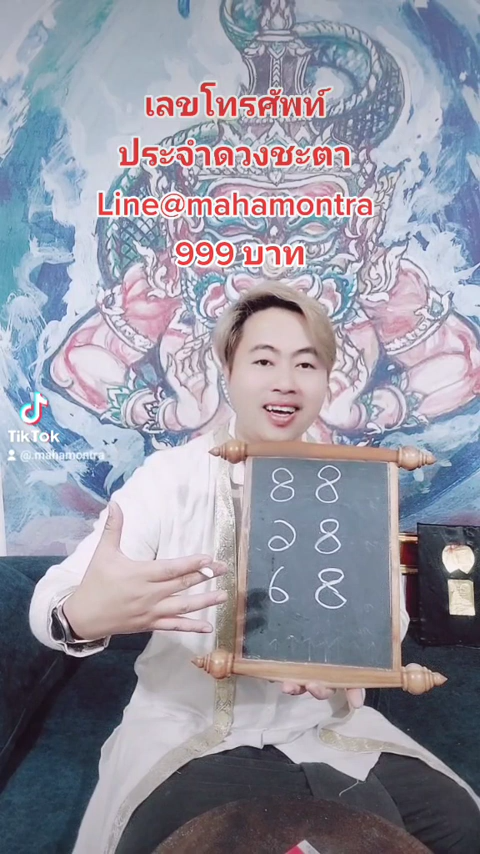 เลขโทรศัพท์
ประจำดวงชะตา
Line@mahamontra
999 บาท
TikTok
@.mahamontra
88
28
68